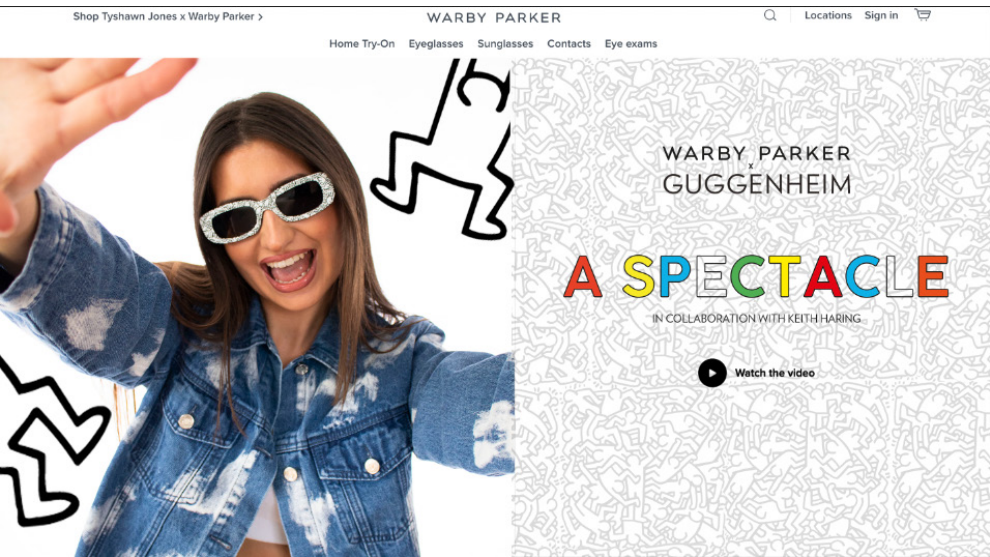 Shop Tyshawn Jones x Warby Parker >
WARBY PARKER
Locations
Sign in
Home Try-On
Eyeglasses
Sunglasses
Contacts
Eye exams
WARBY PARKER
x
GUGGENHEIM
A SPECTACLE
IN COLLABORATION WITH KEITH HARING
Watch the video